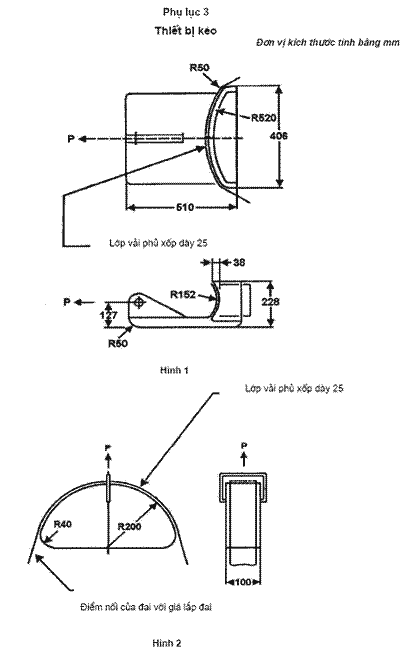 Phụ lục 3
Thiết bị kéo
Đơn vị kích thước tính bằng mm
R50
R520
P
406
510
Lớp vải phủ xốp dày 25
38
P
R152
228
127
R50
Hình 1
Lớp vải phủ xốp dày 25
P
P
R40
R200
100
Điểm nối của đai với giá lắp đai
Hình 2